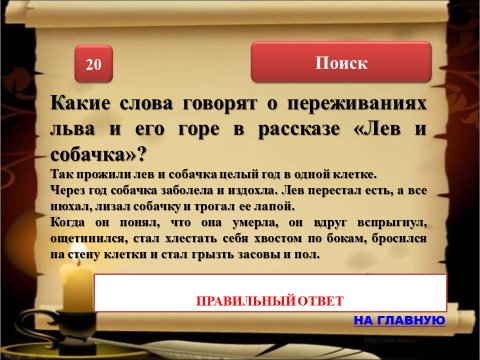 20
Поиск
Какие слова говорят о переживаниях
льва и его горе в рассказе «Лев и
собачка»?
Так прожили лев и собачка целый год в одной клетке.
Через год собачка заболела и издохла. Лев перестал есть, а все
нюхал, лизал собачку и трогал ее лапой.
Когда он понял, что она умерла, он вдруг вспрыгнул,
ощетинился, стал хлестать себя хвостом по бокам, бросился
на стену клетки и стал грызть засовы и пол.
ПРАВИЛЬНЫЙ ОТВЕТ
НА ГЛАВНУЮ